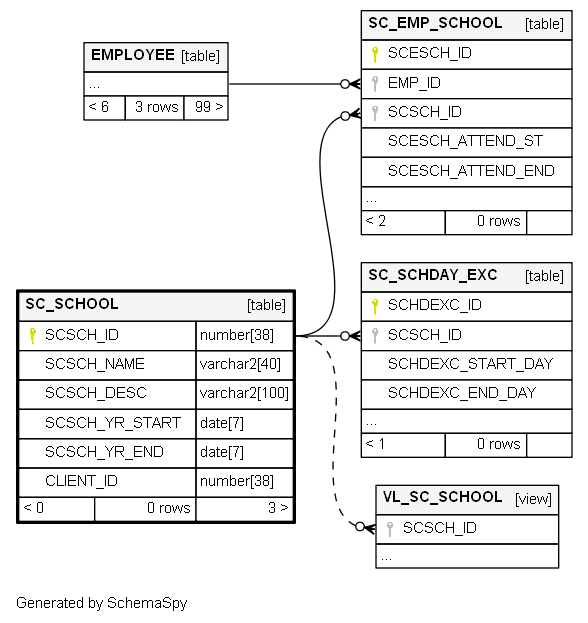 EMPLOYEE [table]
...
< 6 3 rows 99 >
SC_EMP_SCHOOL [table]
SCESCH_ID
EMP_ID
SCSCH_ID
SCESCH_ATTEND_ST
SCESCH_ATTEND_END
...
< 2 0 rows
SC_SCHOOL [table]
SCSCH_ID number[38]
SCSCH_NAME varchar2[40]
SCSCH_DESC varchar2[100]
SCSCH_YR_START date[7]
SCSCH_YR_END date[7]
CLIENT_ID number[38]
< 0 0 rows 3 >
SC_SCHDAY_EXC [table]
SCHDEXC_ID
SCSCH_ID
SCHDEXC_START_DAY
SCHDEXC_END_DAY
...
< 1 0 rows
VL_SC_SCHOOL [view]
SCSCH_ID
...
Generated by SchemaSpy